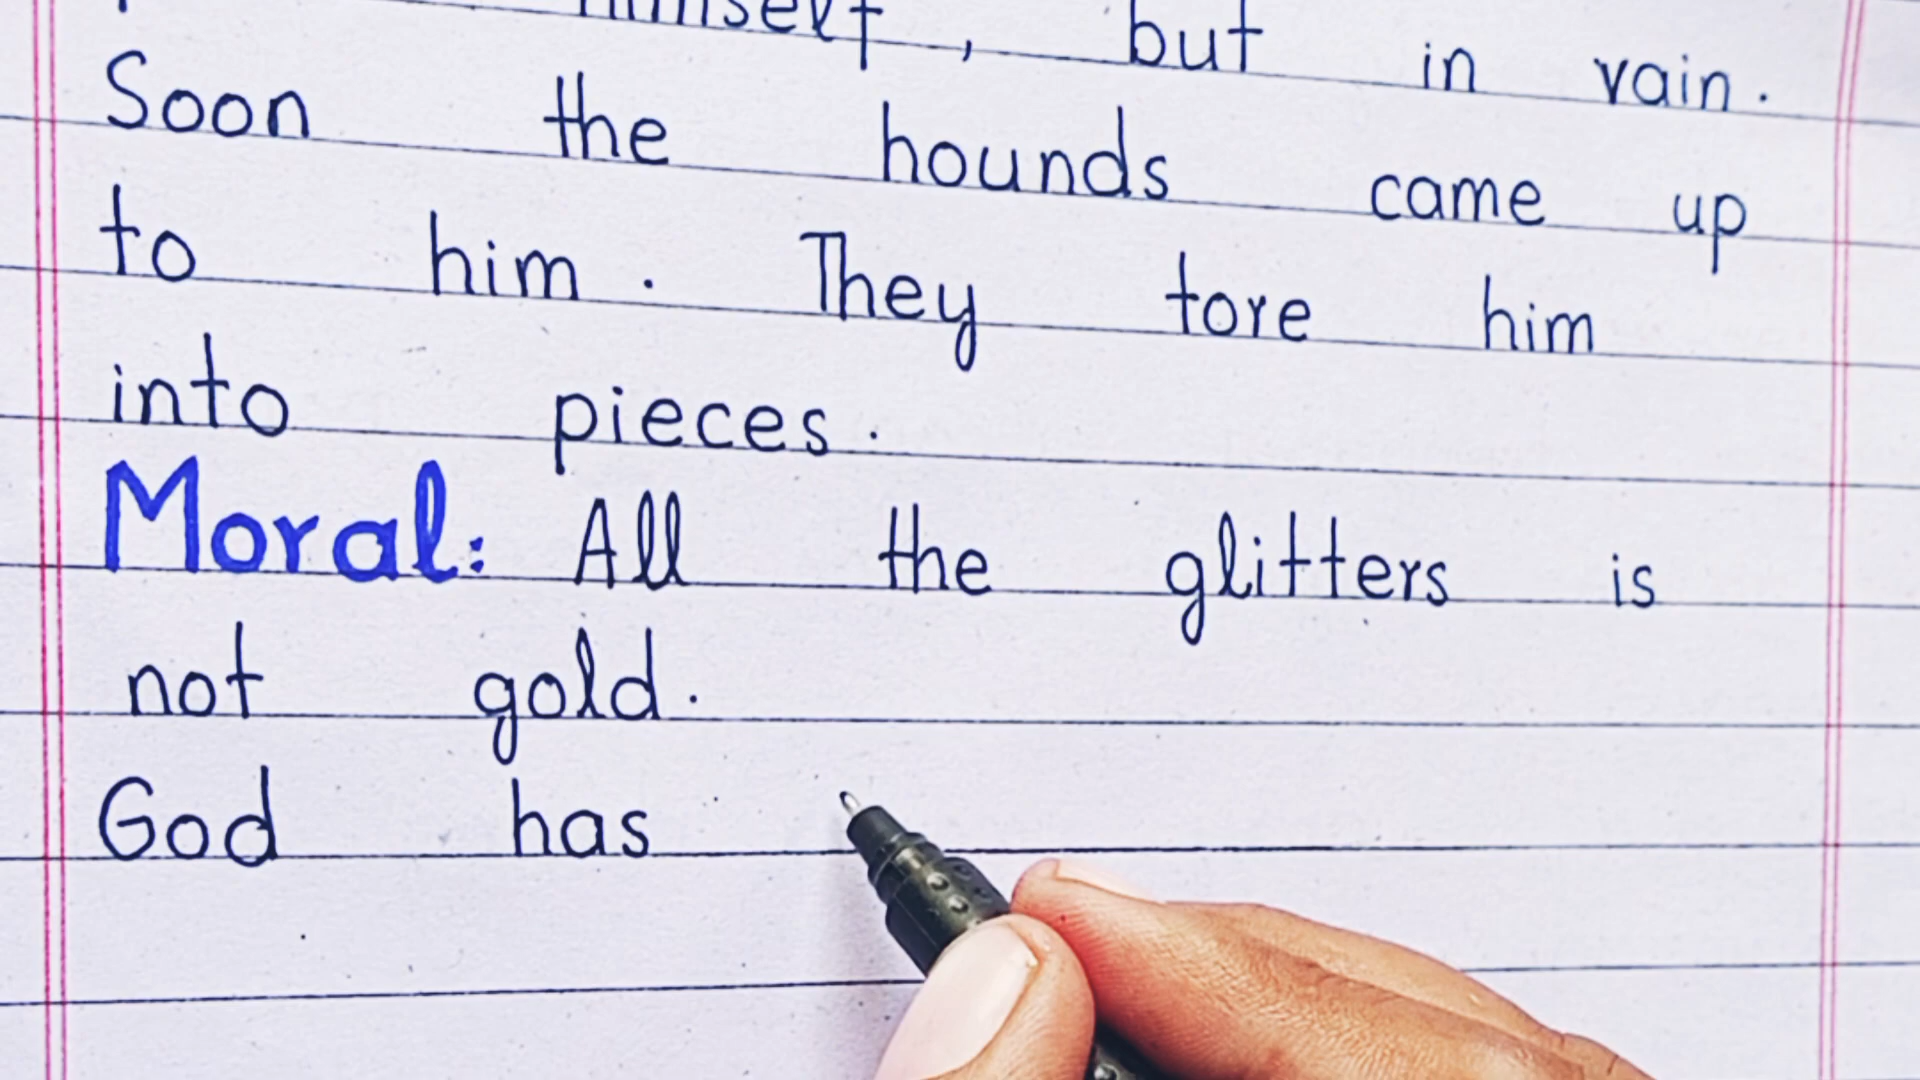 himself, but in vain.
Soon the hounds came up
to him. They tore him
into pieces.
Moral: All the glitters is
not gold.
God has